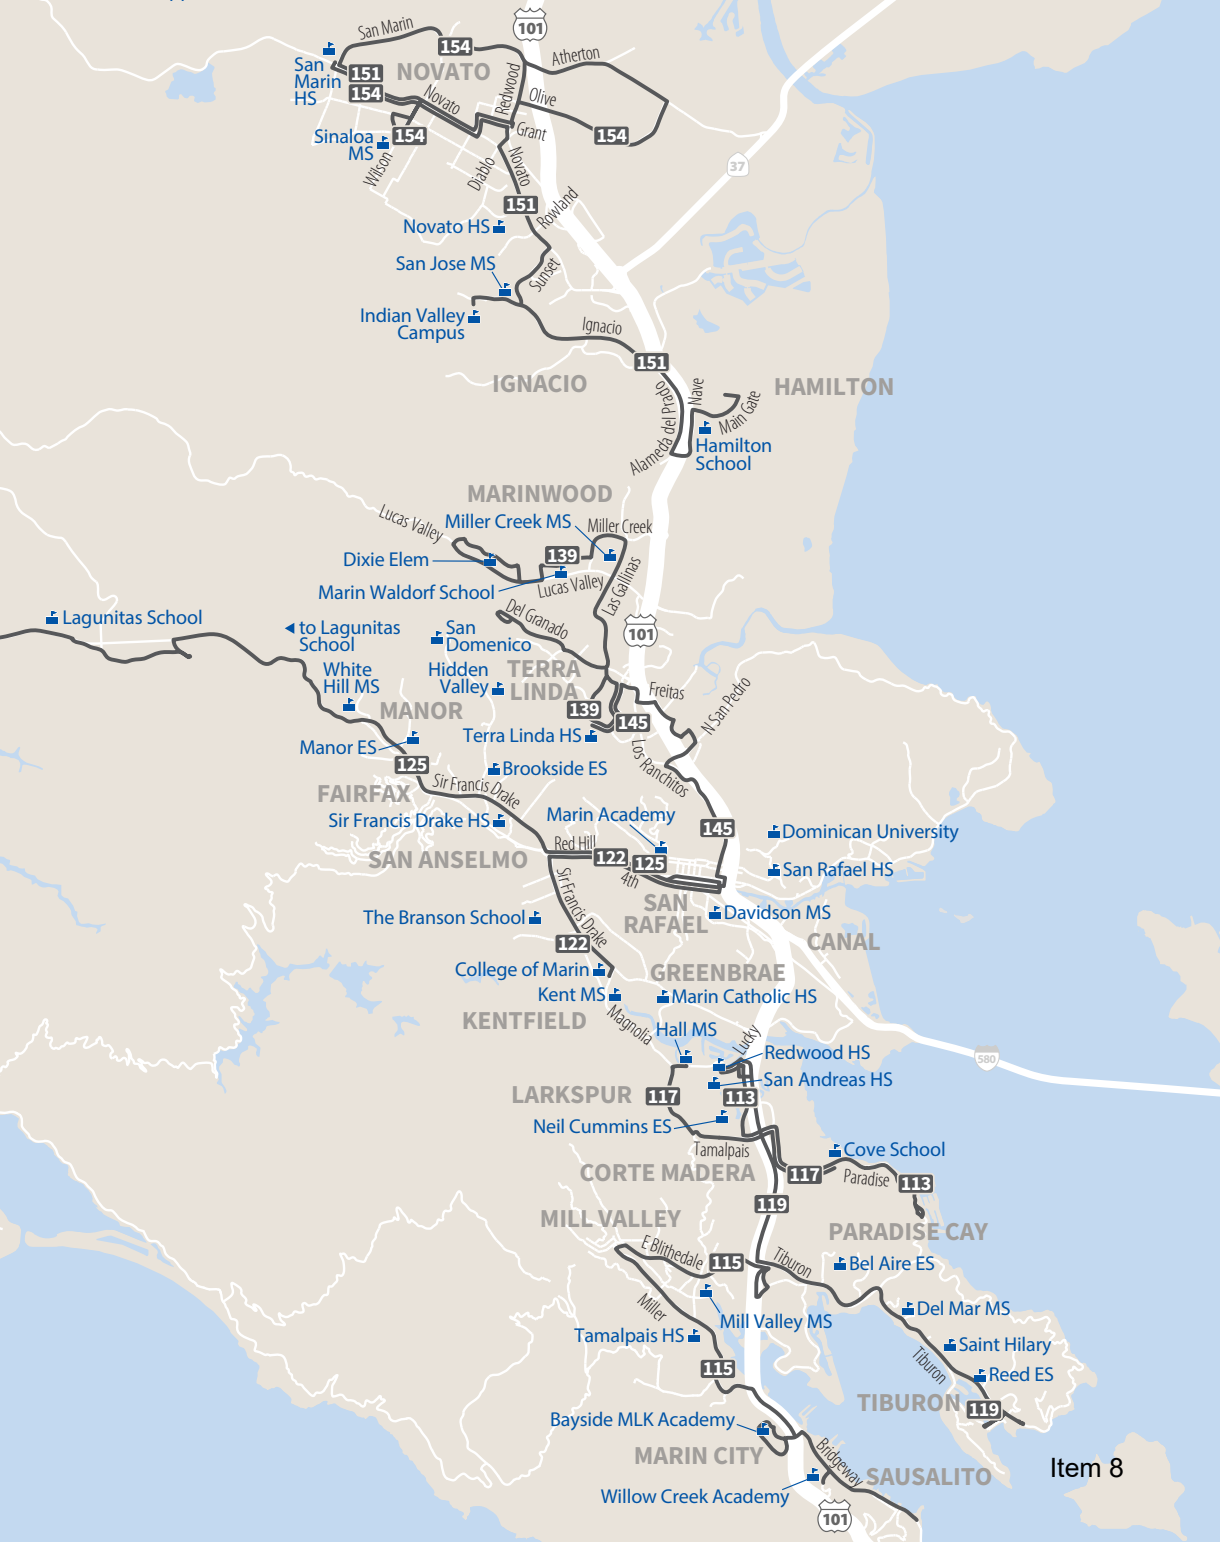 101
San Marin
154
Atherton
San
Marin
HS
151
154
NOVATO
Novato
Redwood
Olive
Grant
154
Sinaloa
MS
154
Wilson
Diablo
Novato
37
151
Rowland
Novato HS
San Jose MS
Sunset
Indian Valley
Campus
Ignacio
151
IGNACIO
Alameda del Prado
Nave
Main Gate
HAMILTON
Hamilton
School
MARINWOOD
Lucas Valley
Miller Creek MS
Miller Creek
Dixie Elem
139
Marin Waldorf School
Lucas Valley
Las Gallinas
Del Granado
Lagunitas School
to Lagunitas
School
San
Domenico
101
White
Hill MS
Hidden
Valley
TERRA
LINDA
Freitas
N San Pedro
MANOR
139
145
Manor ES
Terra Linda HS
Los Ranchitos
125
Brookside ES
Sir Francis Drake
FAIRFAX
Sir Francis Drake HS
Marin Academy
145
Dominican University
Red Hill
122
125
SAN ANSELMO
4th
San Rafael HS
Sir Francis Drake
SAN
RAFAEL
The Branson School
Davidson MS
122
CANAL
College of Marin
GREENBRAE
Kent MS
Marin Catholic HS
KENTFIELD
Magnolia
Hall MS
Lucky
Redwood HS
580
San Andreas HS
LARKSPUR
117
113
Neil Cummins ES
Tamalpais
Cove School
CORTE MADERA
117
Paradise
113
119
MILL VALLEY
PARADISE CAY
E Blithedale
115
Tiburon
Bel Aire ES
Miller
Mill Valley MS
Del Mar MS
Tamalpais HS
Saint Hilary
Tiburon
Reed ES
115
TIBURON
119
Bayside MLK Academy
MARIN CITY
Bridgeway
Item 8
SAUSALITO
Willow Creek Academy
101